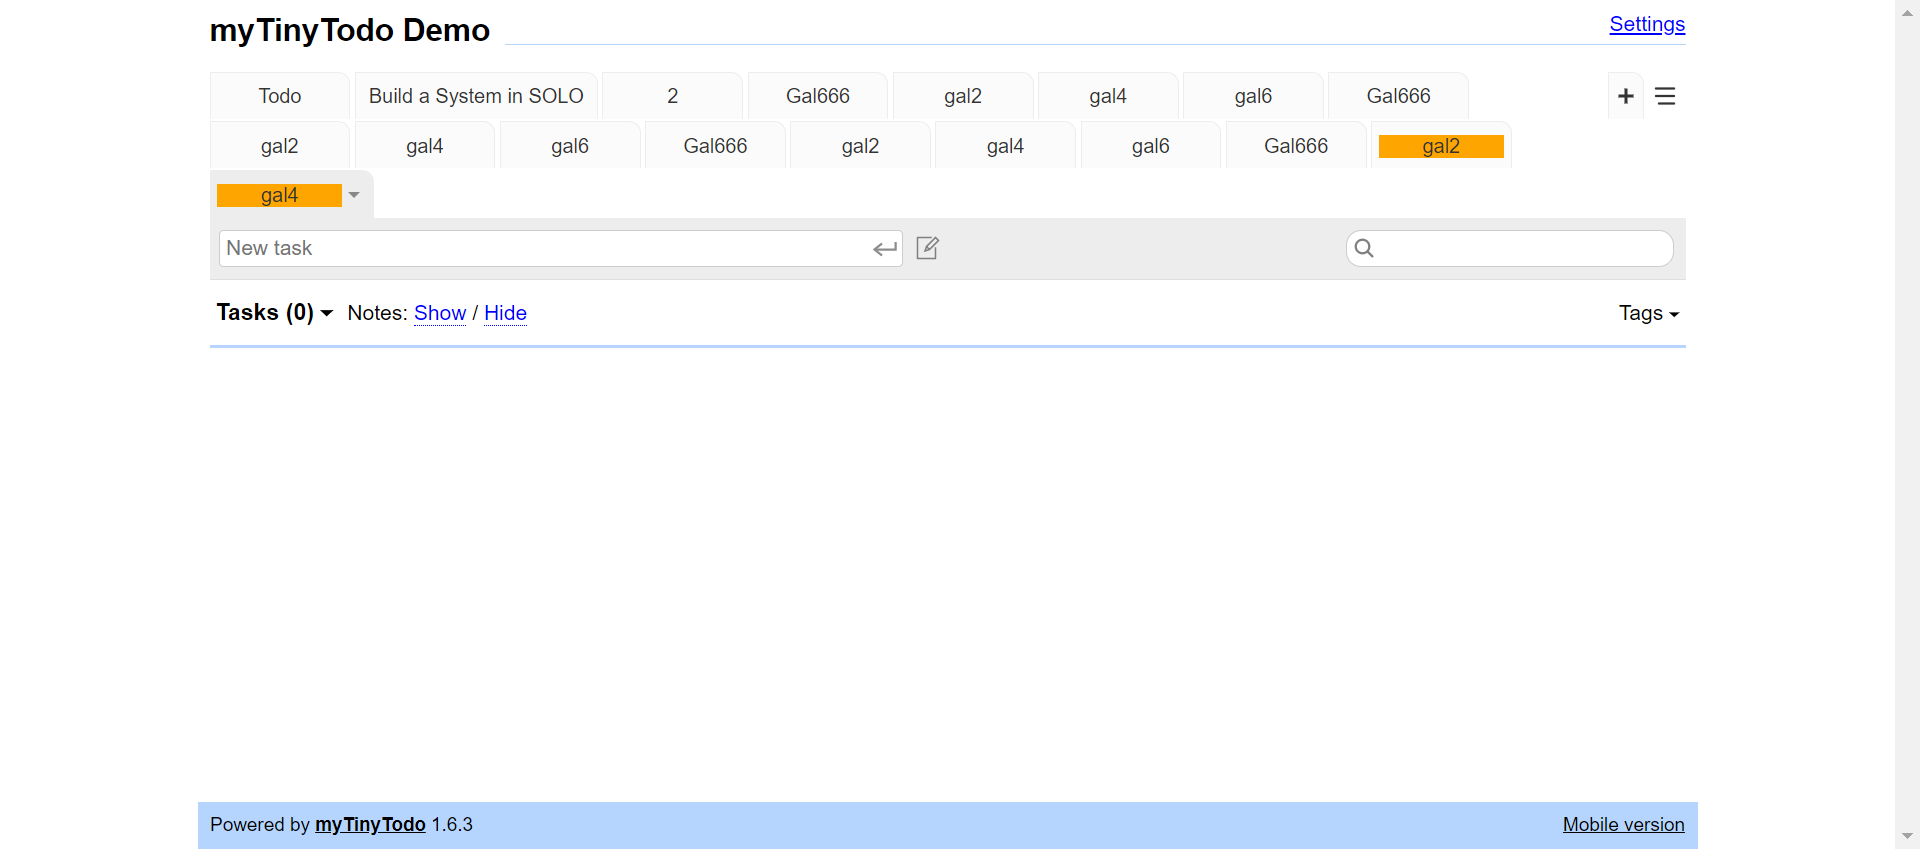 myTinyTodo Demo Settings
Todo Build a System in SOLO 2 Gal666 gal2 gal4 gal6 Gal666 +
gal2 gal4 gal6 Gal666 gal2 gal4 gal6 Gal666 gal2
gal4
New task
Tasks (0) Notes: Show / Hide Tags
Powered by myTinyTodo 1.6.3 Mobile version